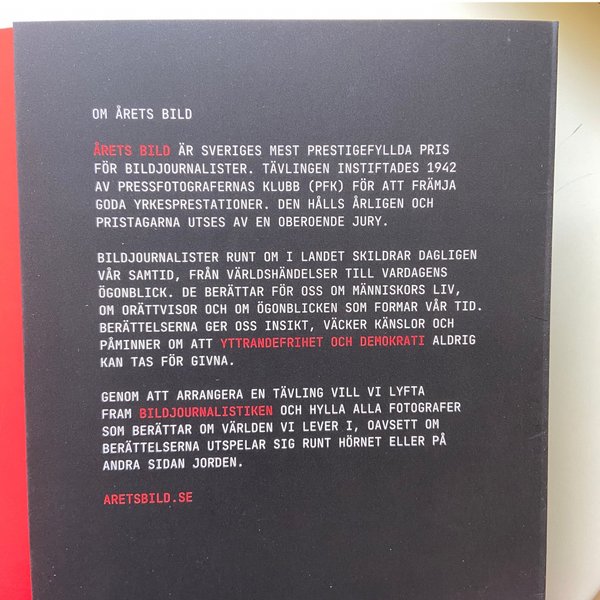 OM ÅRETS BILD
ÅRETS BILD ÄR SVERIGES MEST PRESTIGEFYLLDA PRIS
FÖR BILDJOURNALISTER. TÄVLINGEN INSTIFTADES 1942
AV PRESSFOTOGRAFERNAS KLUBB (PFK) FÖR ATT FRÄMJA
GODA YRKESPRESTATIONER. DEN HÅLLS ÅRLIGEN OCH
PRISTAGARNA UTSES AV EN OBEROENDE JURY.
BILDJOURNALISTER RUNT OM I LANDET SKILDRAR DAGLIGEN
VÅR SAMTID, FRÅN VÄRLDSHÄNDELSER TILL VARDAGENS
ÖGONBLICK. DE BERÄTTAR FÖR OSS OM MÄNNISKORS LIV,
OM ORÄTTVISOR OCH OM ÖGONBLICKEN SOM FORMAR VÅR TID.
BERÄTTELSERNA GER OSS INSIKT, VÄCKER KÄNSLOR OCH
PÅMINNER OM ATT YTTRANDEFRIHET OCH DEMOKRATI ALDRIG
KAN TAS FÖR GIVNA.
GENOM ATT ARRANGERA EN TÄVLING VILL VI LYFTA
FRAM BILDJOURNALISTIKEN OCH HYLLA ALLA FOTOGRAFER
SOM BERÄTTAR OM VÄRLDEN VI LEVER I, OAVSETT OM
BERÄTTELSERNA UTSPELAR SIG RUNT HÖRNET ELLER PÅ
ANDRA SIDAN JORDEN.
ARETSBILD.SE